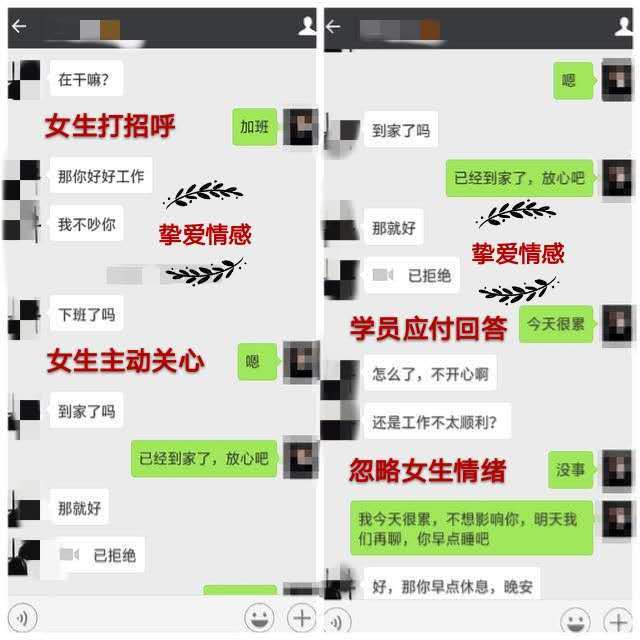 在干嘛？
女生打招呼
加班
那你好好工作
我不吵你
挚爱情感
下班了吗
女生主动关心
嗯
到家了吗
已经到家了，放心吧
那就好
已拒绝
嗯
到家了吗
已经到家了，放心吧
那就好
挚爱情感
已拒绝
学员应付回答
今天很累
怎么了，不开心啊
还是工作不太顺利？
忽略女生情绪
没事
我今天很累，不想影响你，明天我
们再聊，你早点睡吧
好，那你早点休息，晚安